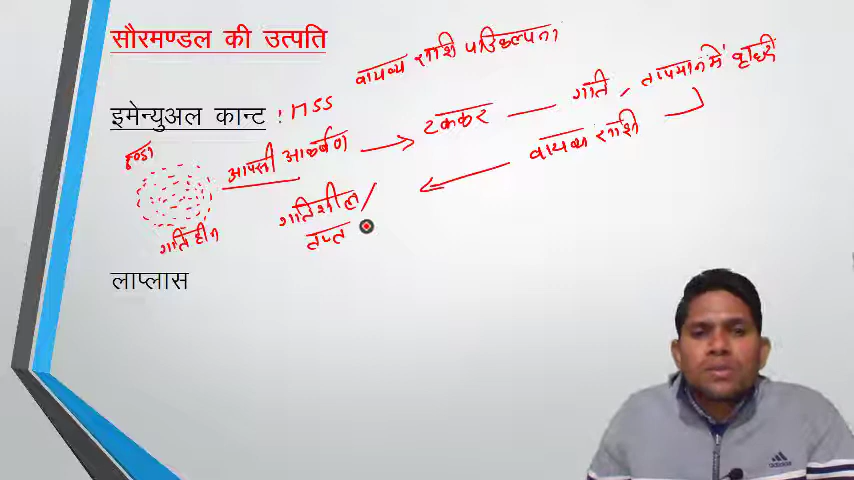 सौरमण्डल की उत्पति
वायव्य राशि परिकल्पना
इमेन्युअल कान्ट : 1755
ठण्डा
आपसी आकर्षण
टक्कर
गति, तापमान में वृद्धि
वायव्य राशी
गतिशील/
तप्त
गतिहीन
लाप्लास
adidas